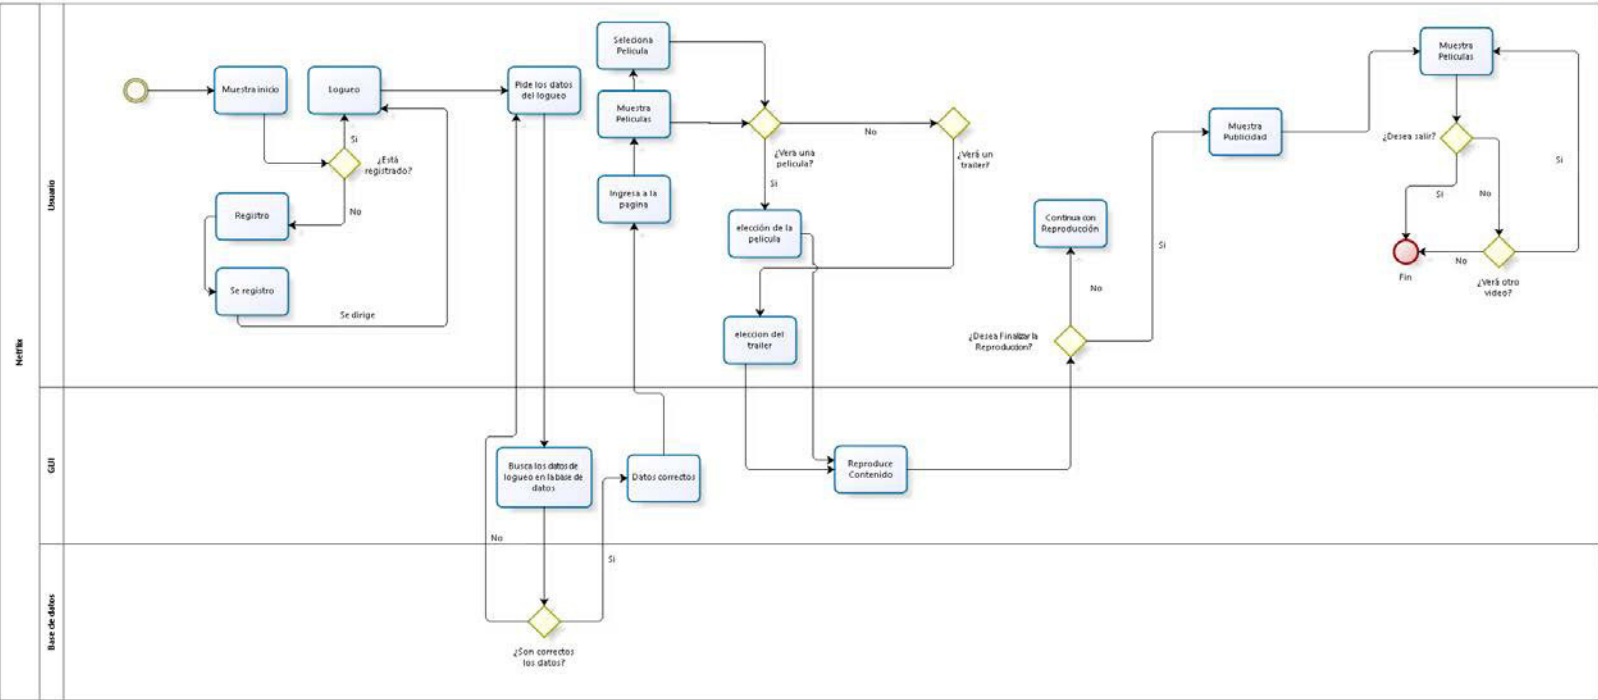 Netflix
Usuario
Muestra inicio
Logueo
Si
¿Está
registrado?
No
Registro
Se registro
Se dirige
Pide los datos
del logueo
Seleciona
Pelicula
Muestra
Peliculas
Ingresa a la
pagina
¿Vera una
pelicula?
No
¿Verá un
trailer?
Si
elección de la
pelicula
eleccion del
trailer
Continua con
Reproducción
No
¿Desea Finalizar la
Reproduccion?
Si
Muestra
Publicidad
Muestra
Peliculas
¿Desea salir?
Si
No
Si
Fin
No
¿Verá otro
video?
GUI
Busca los datos de
logueo en la base de
datos
Datos correctos
Reproduce
Contenido
No
Si
Base de datos
¿Son correctos
los datos?